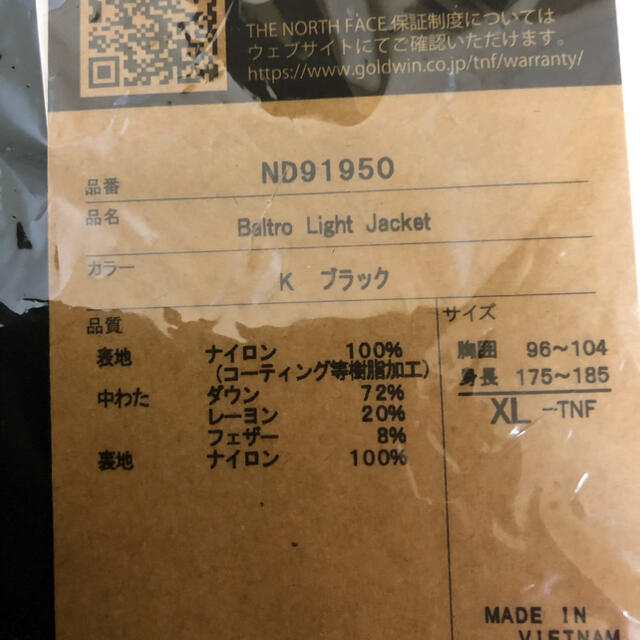 THE NORTH FACE 保証制度については
ウェブサイトにてご確認いただけます。
https://www.goldwin.co.jp/tnf/warranty/
品番 ND91950
品名 Baltro Light Jacket
カラー K ブラック
品質
表地 ナイロン 100%
(コーティング等樹脂加工)
中わた ダウン 72%
レーヨン 20%
フェザー 8%
裏地 ナイロン 100%
サイズ
胸囲 96~104
身長 175~185
XL -TNF
MADE IN
VIETNAM